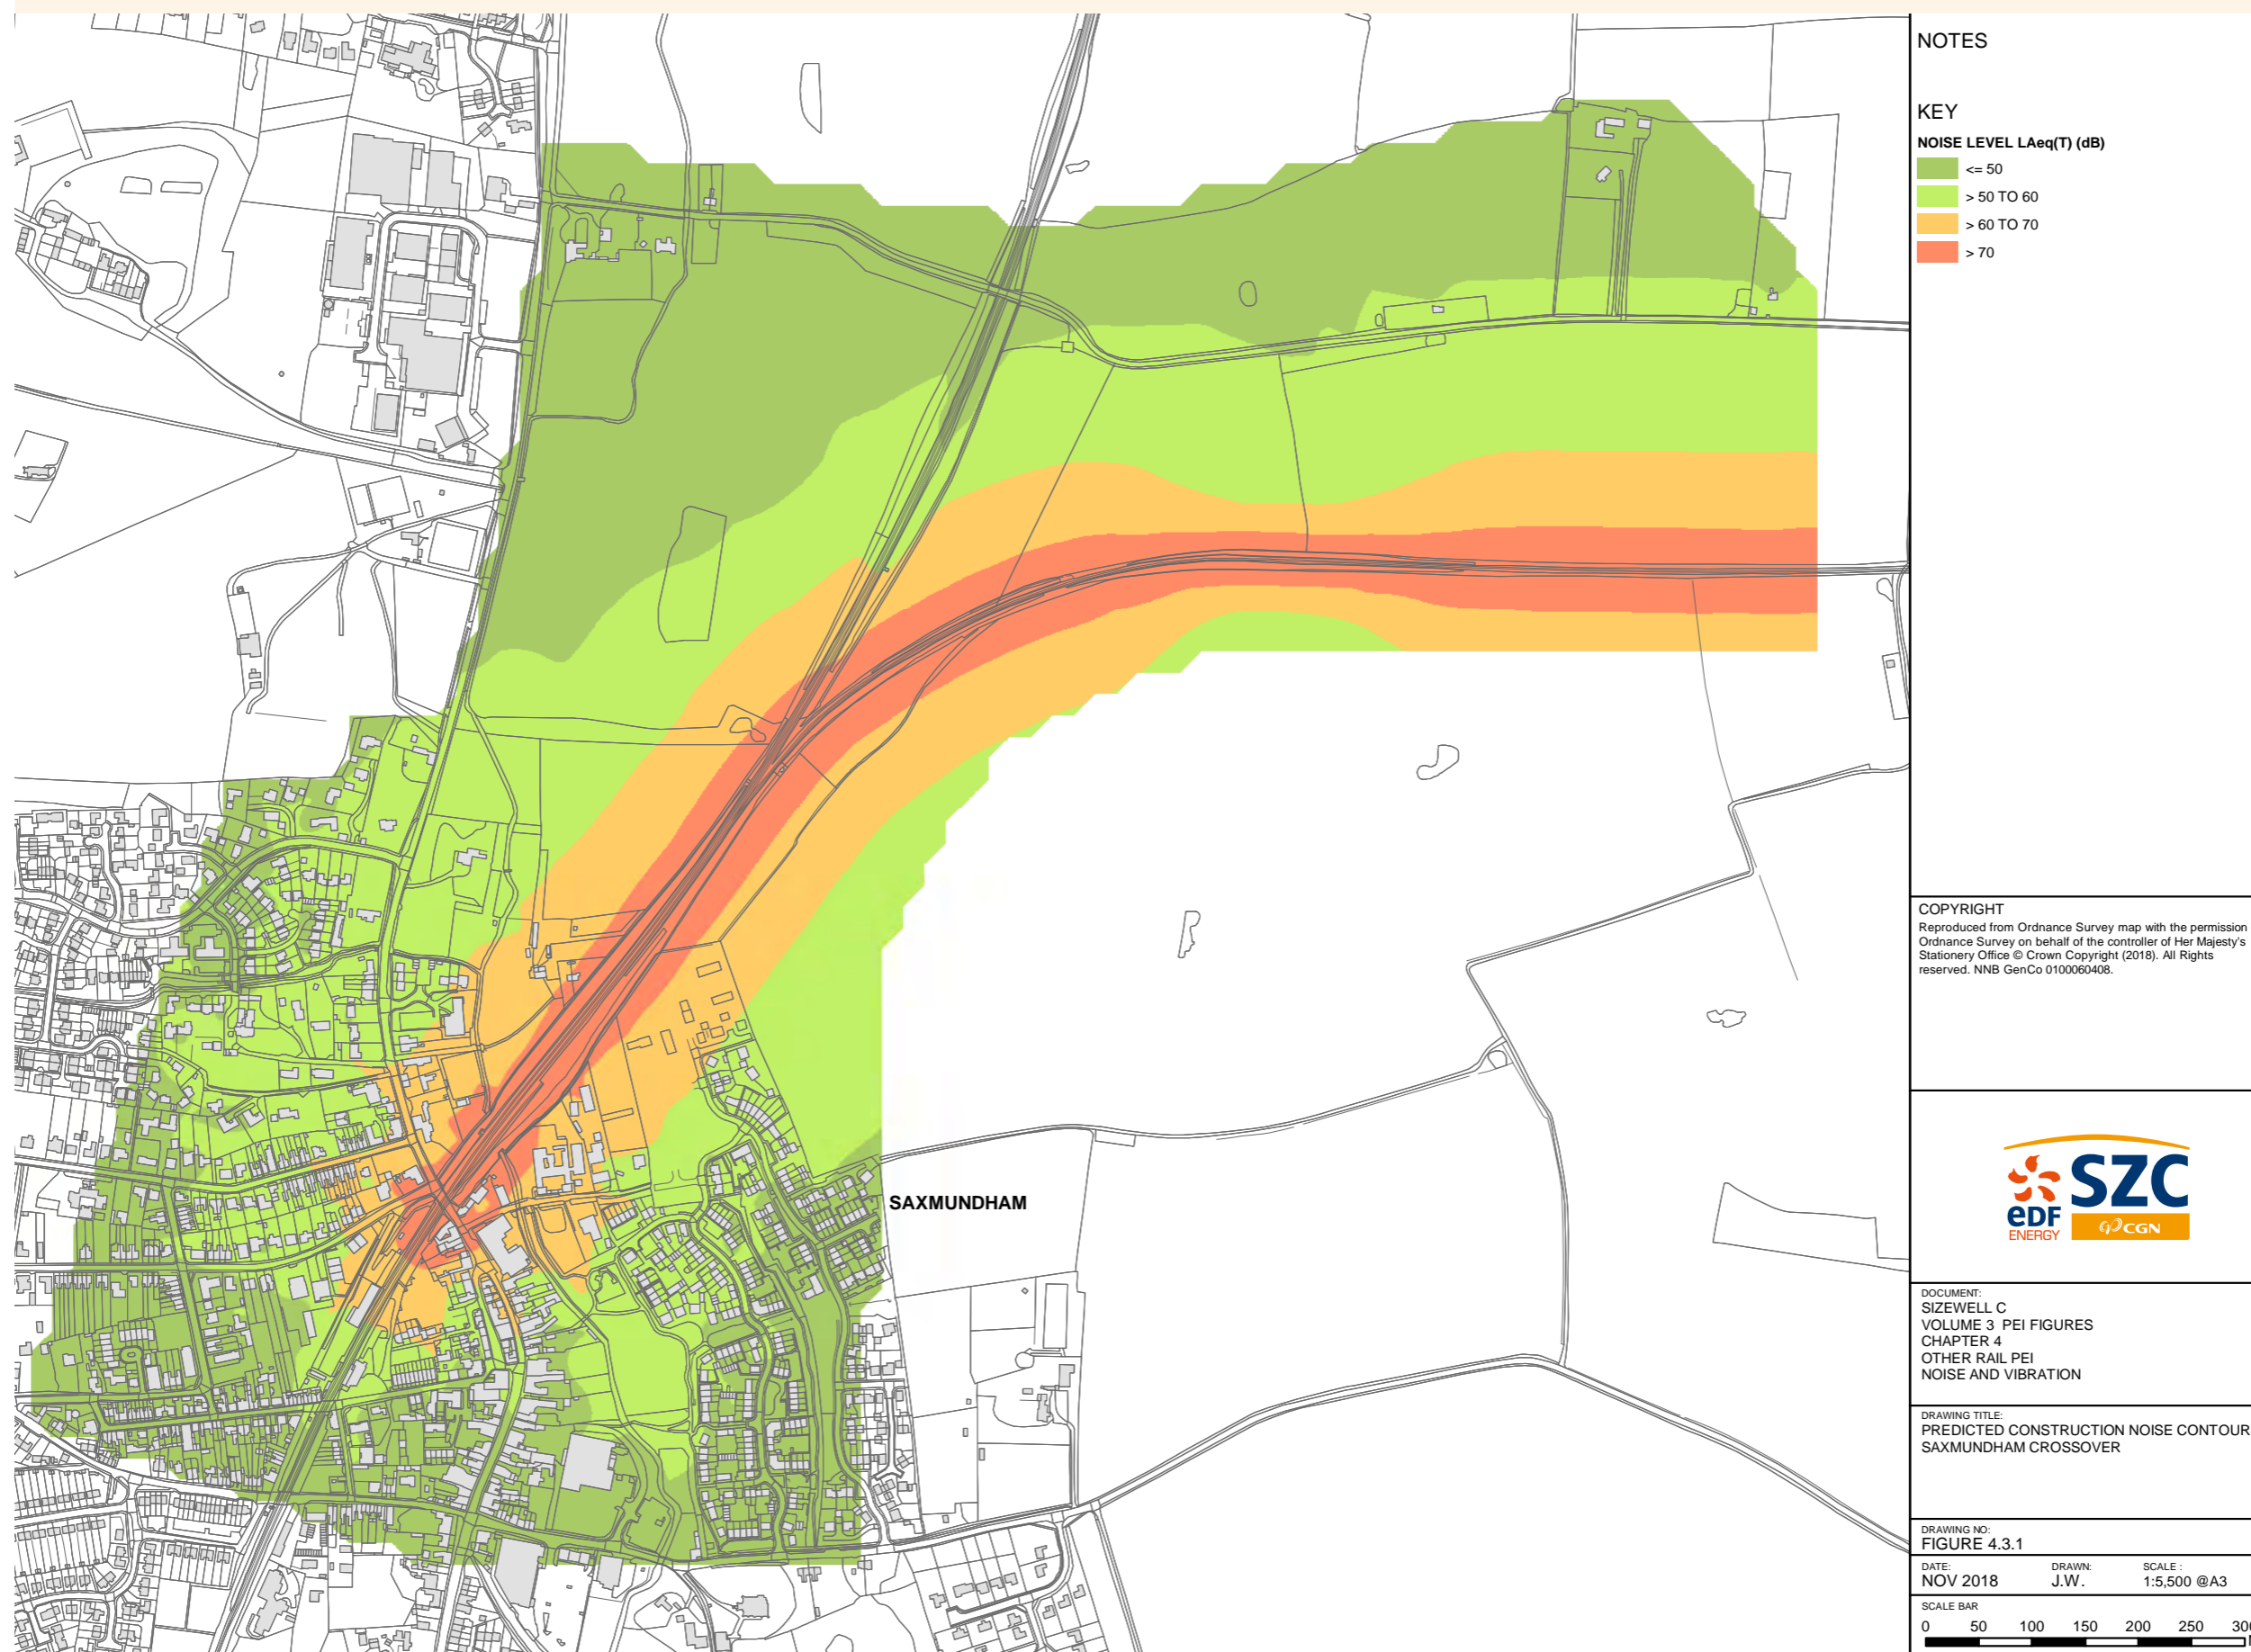 NOTES
KEY
NOISE LEVEL LAeq(T) (dB)
<= 50
> 50 TO 60
> 60 TO 70
> 70
SAXMUNDHAM
COPYRIGHT
Reproduced from Ordnance Survey map with the permission
Ordnance Survey on behalf of the controller of Her Majesty's
Stationery Office © Crown Copyright (2018). All Rights
reserved. NNB GenCo 0100060408.
SZC
eDF
ENERGY
CGN
DOCUMENT:
SIZEWELL C
VOLUME 3 PEI FIGURES
CHAPTER 4
OTHER RAIL PEI
NOISE AND VIBRATION
DRAWING TITLE:
PREDICTED CONSTRUCTION NOISE CONTOUR
SAXMUNDHAM CROSSOVER
DRAWING NO:
FIGURE 4.3.1
DATE: DRAWN: SCALE :
NOV 2018 J.W. 1:5,500 @A3
SCALE BAR
0 50 100 150 200 250